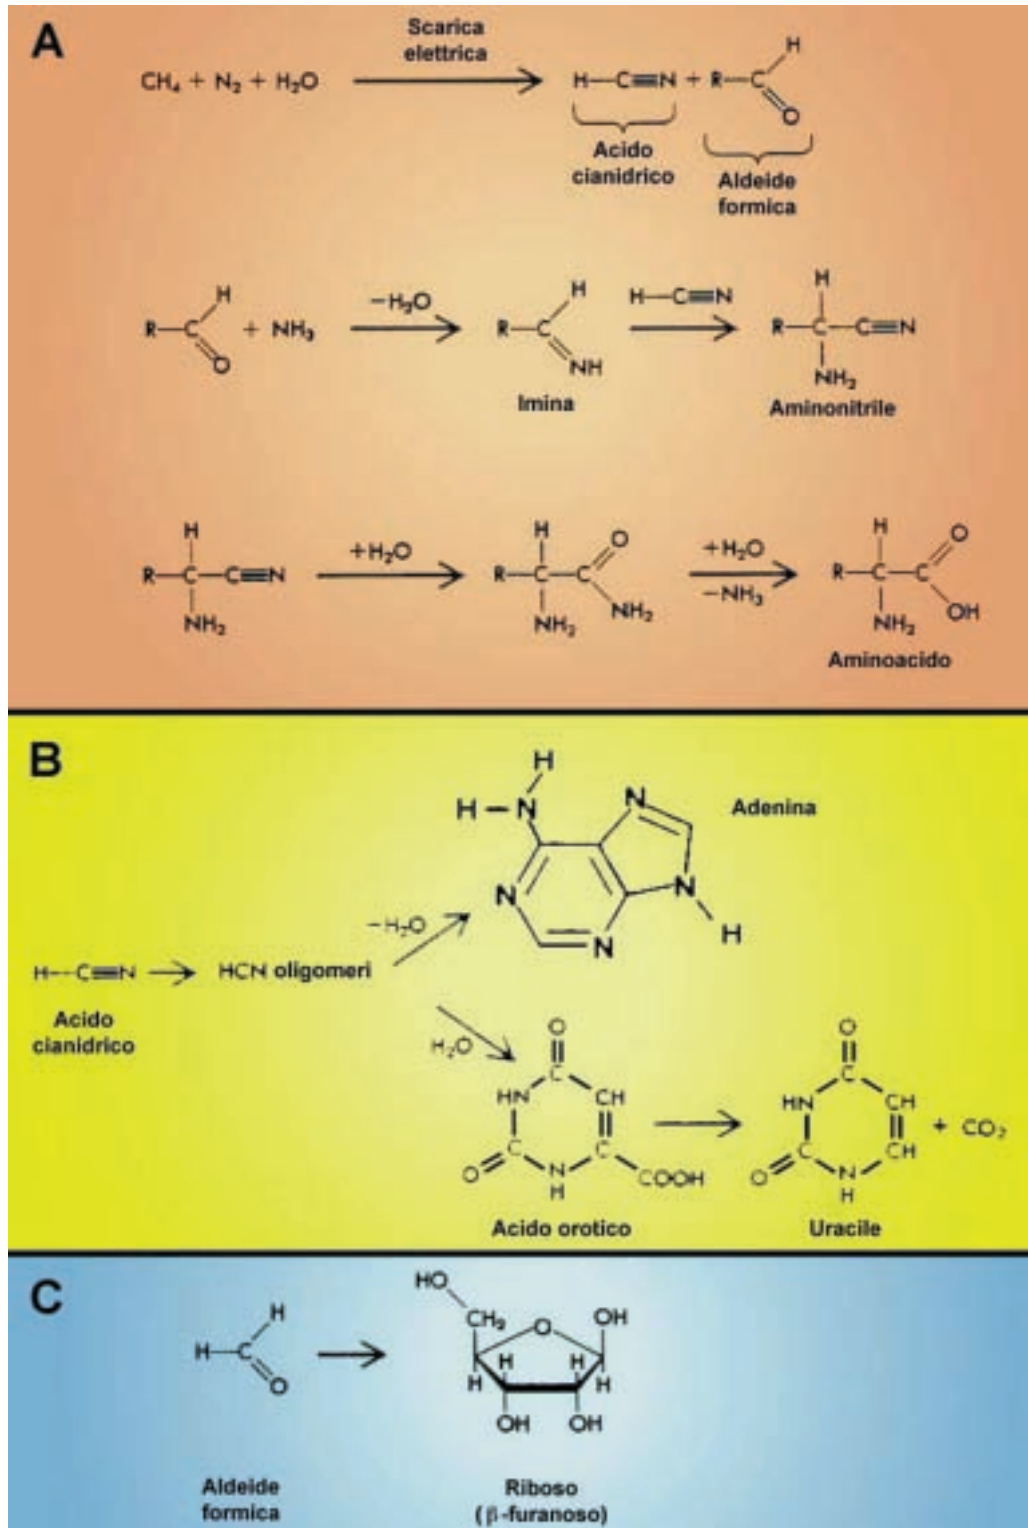 A
Scarica
elettrica
CH₄ + N₂ + H₂O
H—C≡N + R—C H O
Acido
cianidrico
Aldeide
formica
R—C H O + NH₃
−H₂O
R—C H NH
Imina
H—C≡N
R—C—C≡N H NH₂
Aminonitrile
R—C—C≡N H NH₂
+H₂O
R—C—C H O NH₂ NH₂
+H₂O
−NH₃
R—C—C H O NH₂ OH
Aminoacido
B
H
H—N
N
N
N
N
H
Adenina
−H₂O
H—C≡N
HCN oligomeri
Acido
cianidrico
H₂O
O
C
HN CH
C C
O N COOH
H
Acido orotico
O
C
HN CH
C CH
O N
H
+ CO₂
Uracile
C
H
H—C
O
HO
CH₂ O OH
H H H H
OH OH
Aldeide
formica
Riboso
(β-furanoso)